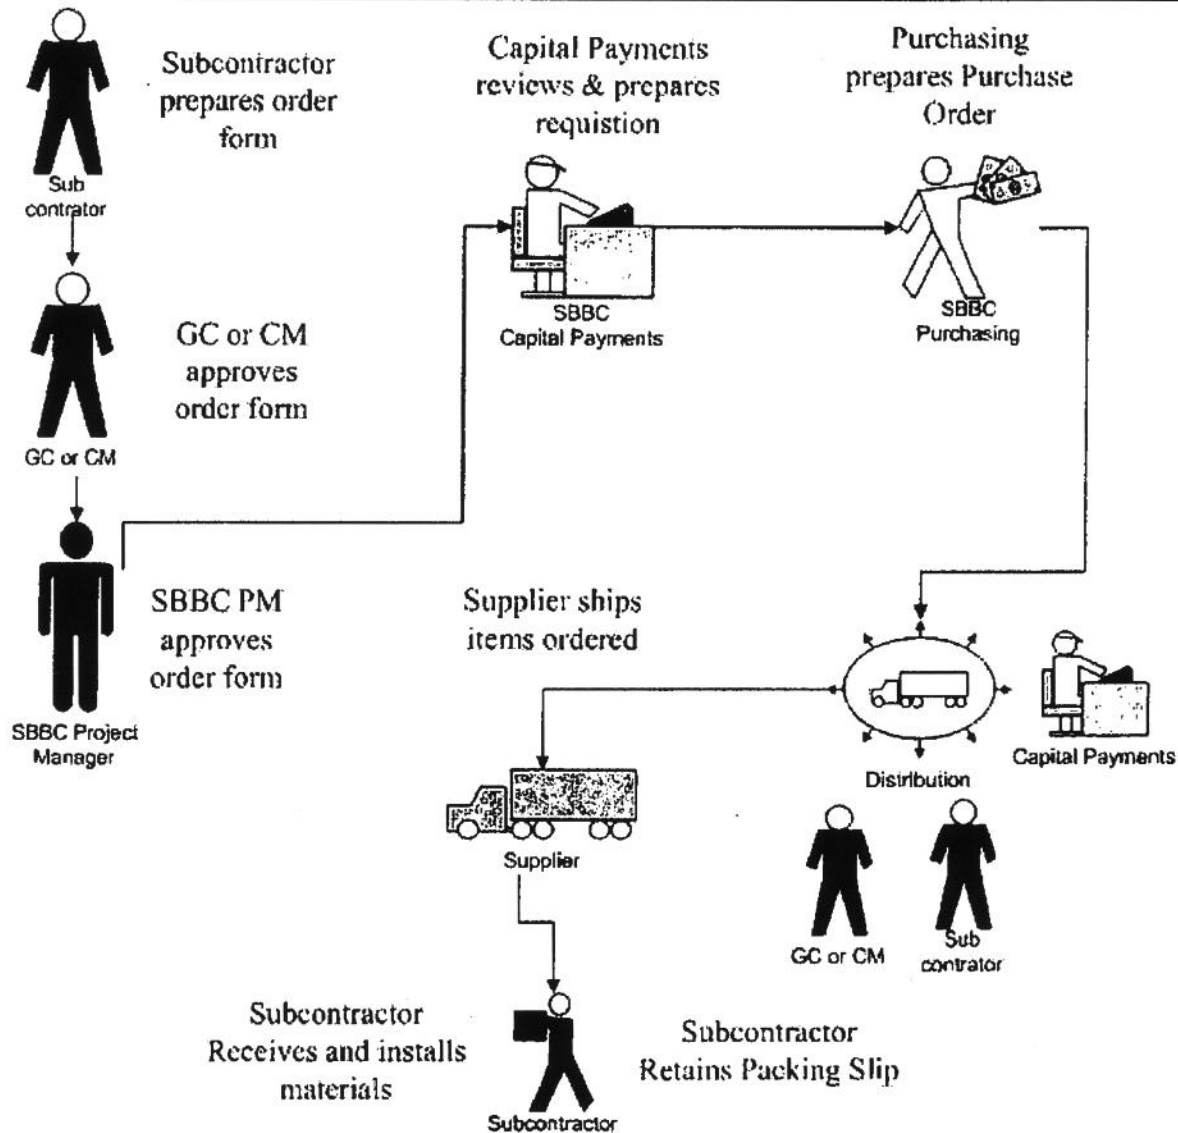 Subcontractor
prepares order
form
Sub
contrator
GC or CM
approves
order form
GC or CM
SBBC PM
approves
order form
SBBC Project
Manager
Capital Payments
reviews & prepares
requistion
SBBC
Capital Payments
Purchasing
prepares Purchase
Order
SBBC
Purchasing
Supplier ships
items ordered
Distribution
Capital Payments
GC or CM
Sub
contrator
Supplier
Subcontractor
Receives and installs
materials
Subcontractor
Retains Packing Slip
Subcontractor